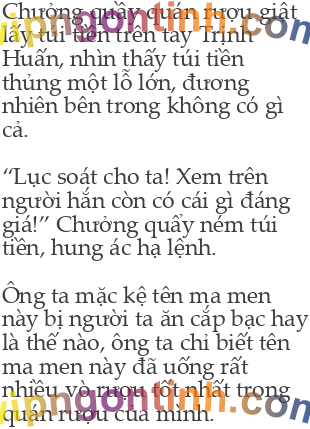 Chưởng quầy quán rượu giật
lấy túi tiền trên tay Trịnh
Huấn, nhìn thấy túi tiền
thủng một lỗ lớn, đương
nhiên bên trong không có gì
cả.
“Lục soát cho ta! Xem trên
người hắn còn có cái gì đáng
giá!” Chưởng quẩy ném túi
tiền, hung ác hạ lệnh.
Ông ta mặc kệ tên ma men
này bị người ta ăn cắp bạc hay
là thế nào, ông ta chỉ biết tên
ma men này đã uống rất
nhiều vò rượu tốt nhất trong
quán rượu của mình.